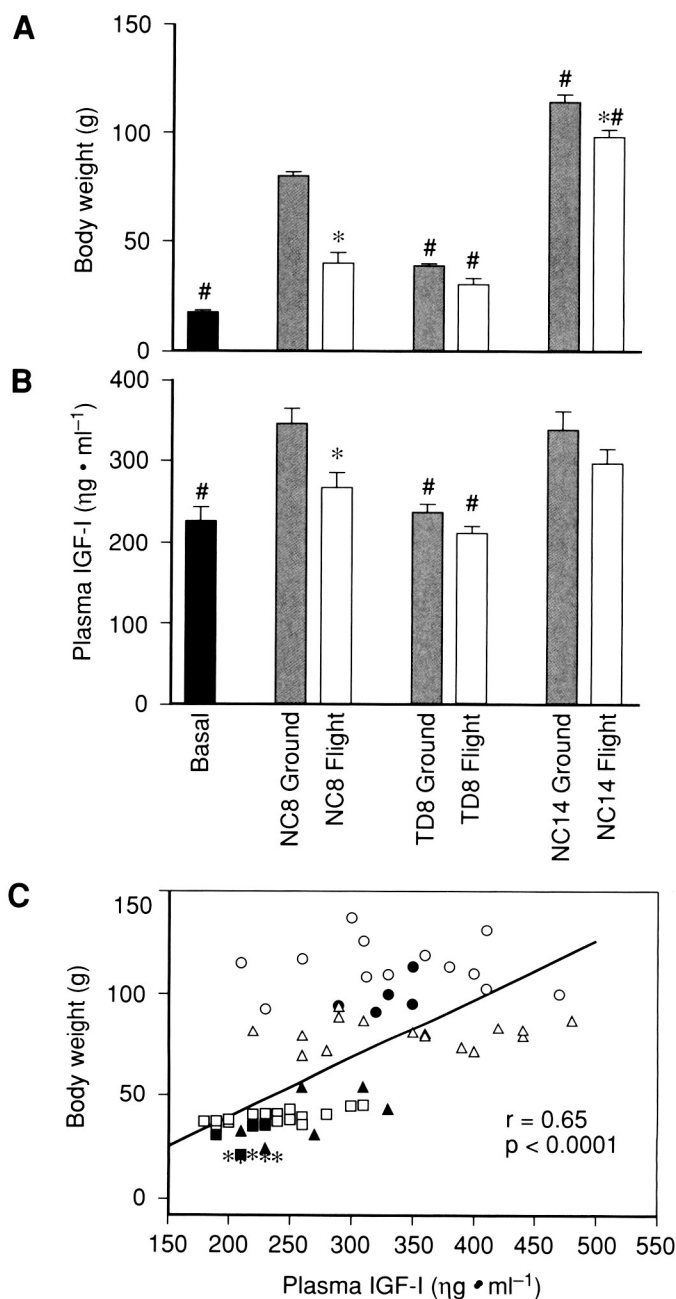 A
Body weight (g)
150
100
50
0
#
*
#
#
#
*#
B
Plasma IGF-I (ηg • ml⁻¹)
400
300
200
100
0
#
*
#
#
Basal
NC8 Ground
NC8 Flight
TD8 Ground
TD8 Flight
NC14 Ground
NC14 Flight
C
Body weight (g)
150
100
50
0
r = 0.65
p < 0.0001
150 200 250 300 350 400 450 500 550
Plasma IGF-I (ηg • ml⁻¹)